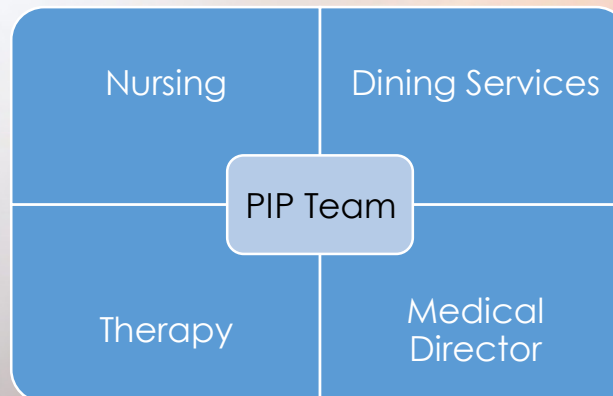 Nursing
Dining Services
PIP Team
Therapy
Medical
Director